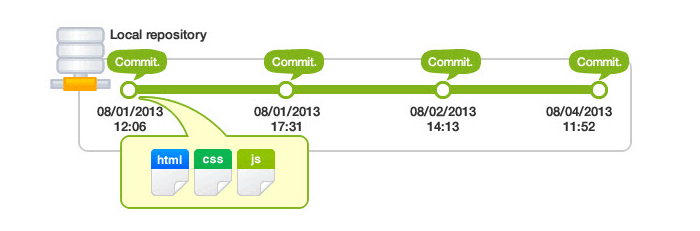 Local repository
Commit. Commit. Commit. Commit.
08/01/2013 08/01/2013 08/02/2013 08/04/2013
12:06 17:31 14:13 11:52
html css js